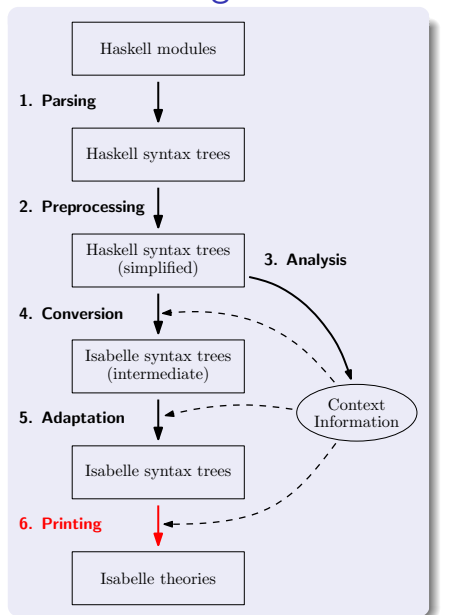 Haskell modules
1. Parsing
Haskell syntax trees
2. Preprocessing
Haskell syntax trees
(simplified)
3. Analysis
4. Conversion
Isabelle syntax trees
(intermediate)
Context
Information
5. Adaptation
Isabelle syntax trees
6. Printing
Isabelle theories